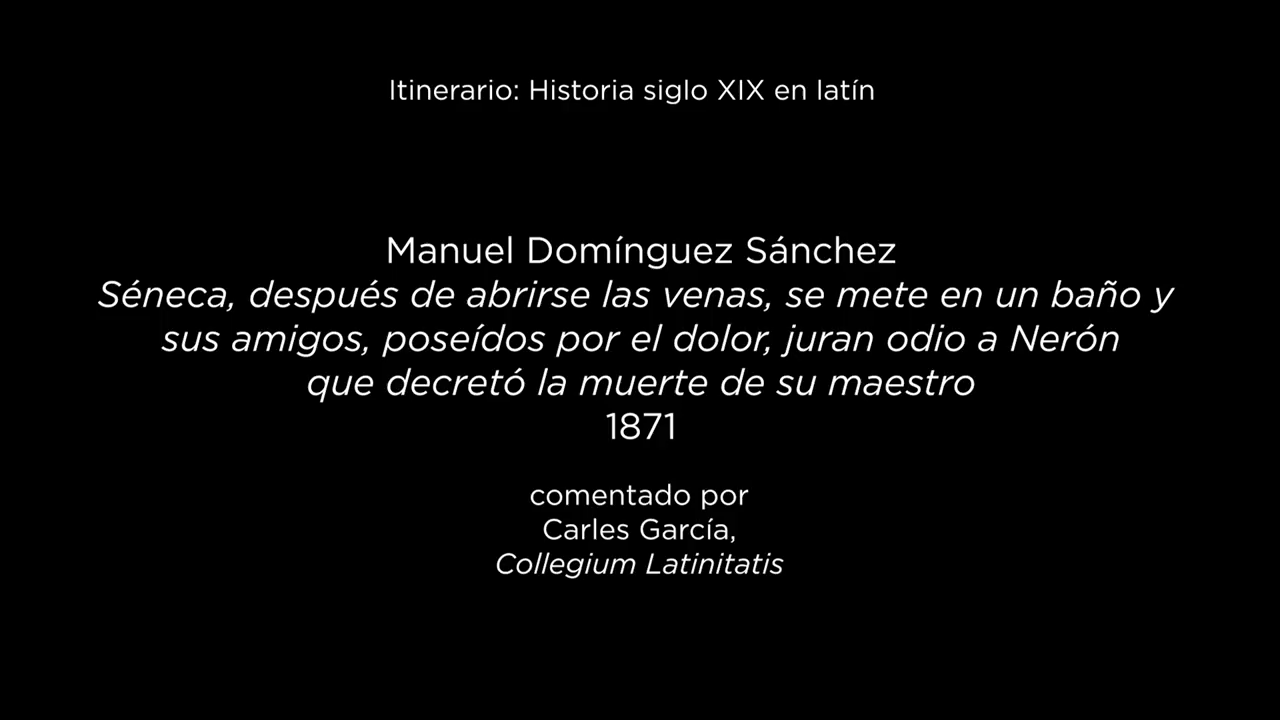 Itinerario: Historia siglo XIX en latín
Manuel Domínguez Sánchez
Séneca, después de abrirse las venas, se mete en un baño y
sus amigos, poseídos por el dolor, juran odio a Nerón
que decretó la muerte de su maestro
1871
comentado por
Carles García,
Collegium Latinitatis